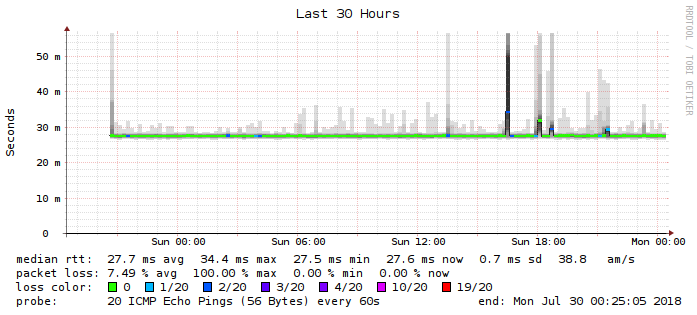 Last 30 Hours
RRDTOOL / TOBI OETIKER
Seconds
50 m
40 m
30 m
20 m
10 m
0
Sun 00:00 Sun 06:00 Sun 12:00 Sun 18:00 Mon 00:00
median rtt: 27.7 ms avg 34.4 ms max 27.5 ms min 27.6 ms now 0.7 ms sd 38.8 am/s
packet loss: 7.49 % avg 100.00 % max 0.00 % min 0.00 % now
loss color: 0 1/20 2/20 3/20 4/20 10/20 19/20
probe: 20 ICMP Echo Pings (56 Bytes) every 60s end: Mon Jul 30 00:25:05 2018